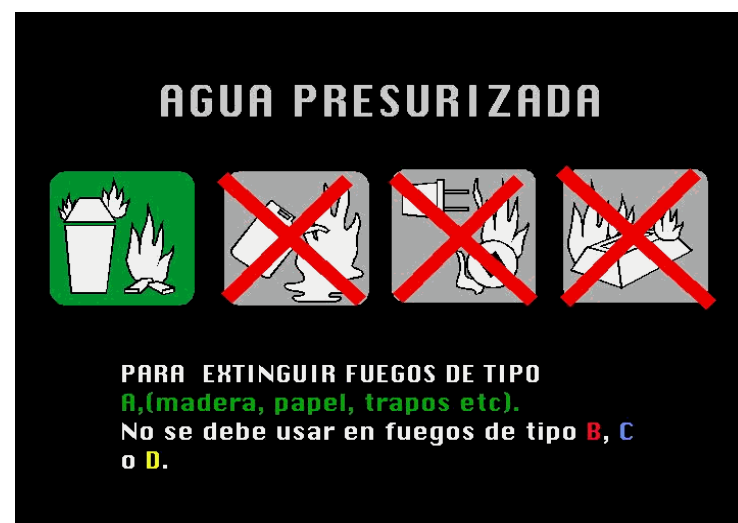 AGUA PRESURIZADA
PARA EXTINGUIR FUEGOS DE TIPO
A,(madera, papel, trapos etc).
No se debe usar en fuegos de tipo B, C
o D.